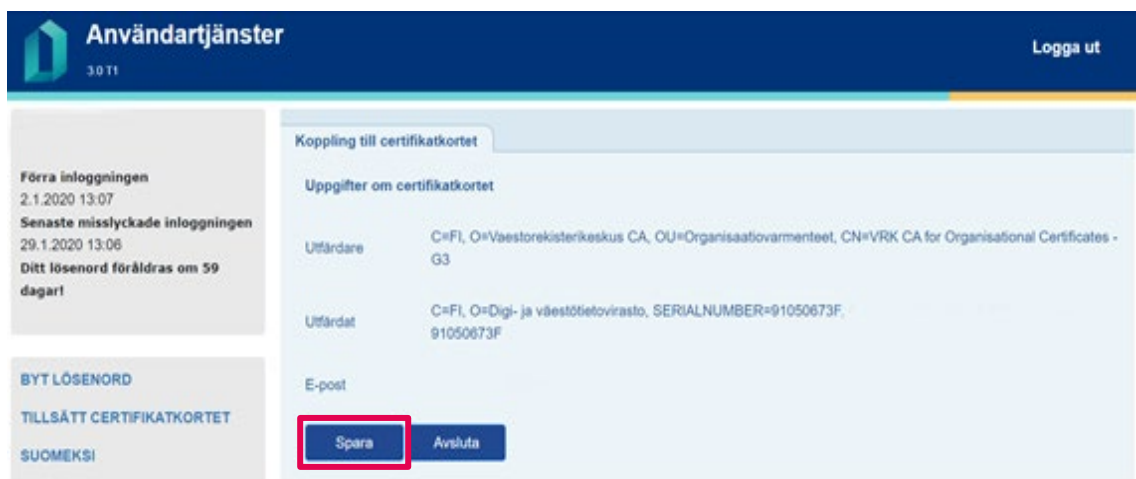 Användartjänster
3.0 T1
Logga ut
Förra inloggningen
2.1.2020 13:07
Senaste misslyckade inloggningen
29.1.2020 13:06
Ditt lösenord föråldras om 59
dagar!
BYT LÖSENORD
TILLSÄTT CERTIFIKATKORTET
SUOMEKSI
Koppling till certifikatkortet
Uppgifter om certifikatkortet
Utfärdare
C=FI, O=Vaestorekisterikeskus CA, OU=Organisaatiovarmenteet, CN=VRK CA for Organisational Certificates -
G3
Utfärdat
C=FI, O=Digi- ja väestötietovirasto, SERIALNUMBER=91050673F,
91050673F
E-post
Spara
Avsluta